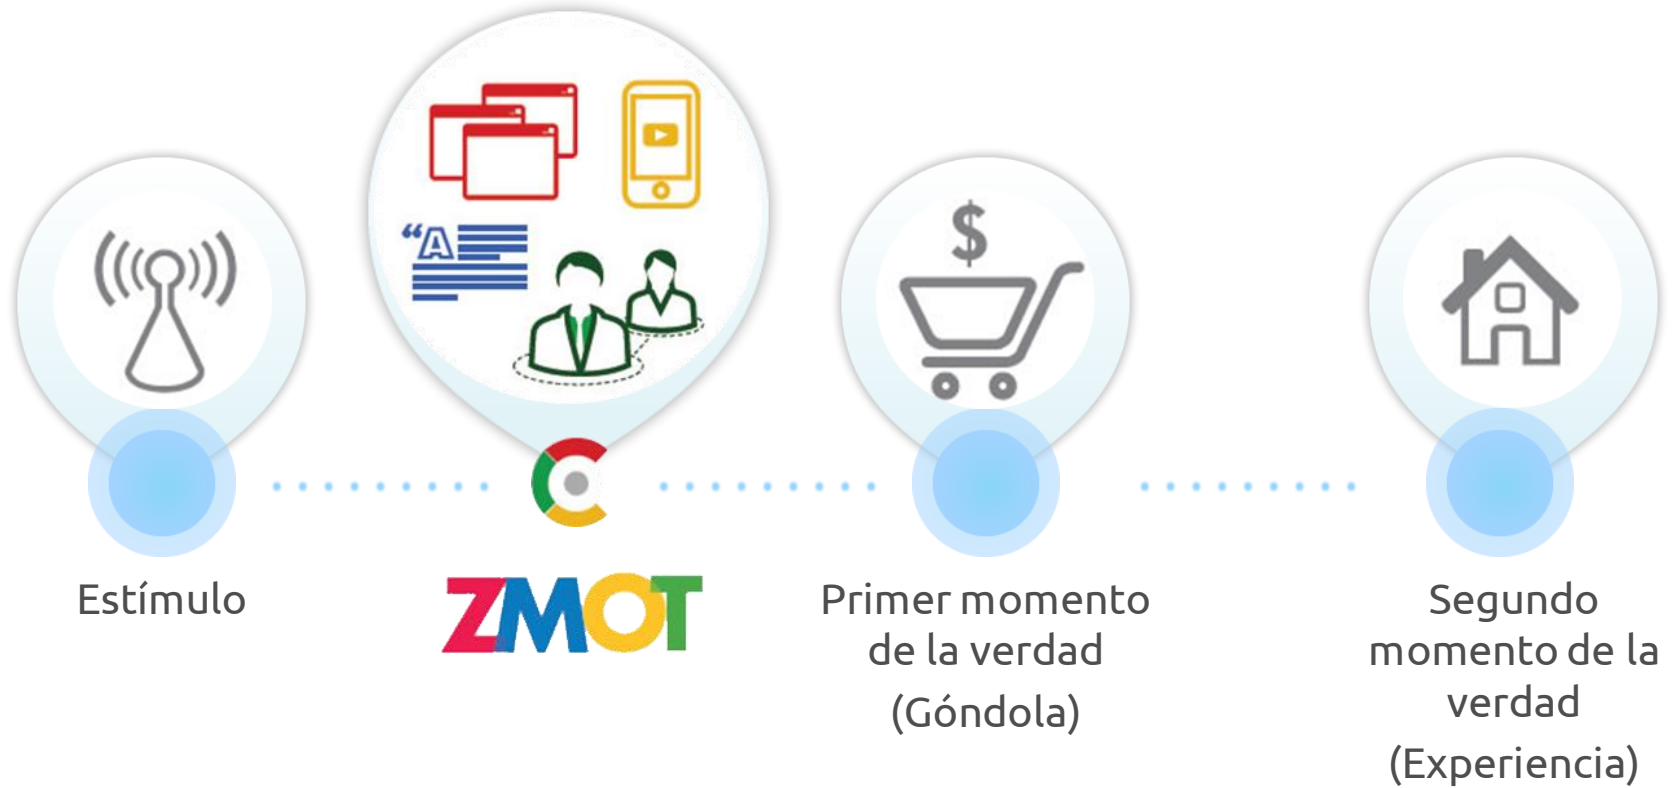 “A
$
Estímulo
ZMOT
Primer momento
de la verdad
(Góndola)
Segundo
momento de la
verdad
(Experiencia)